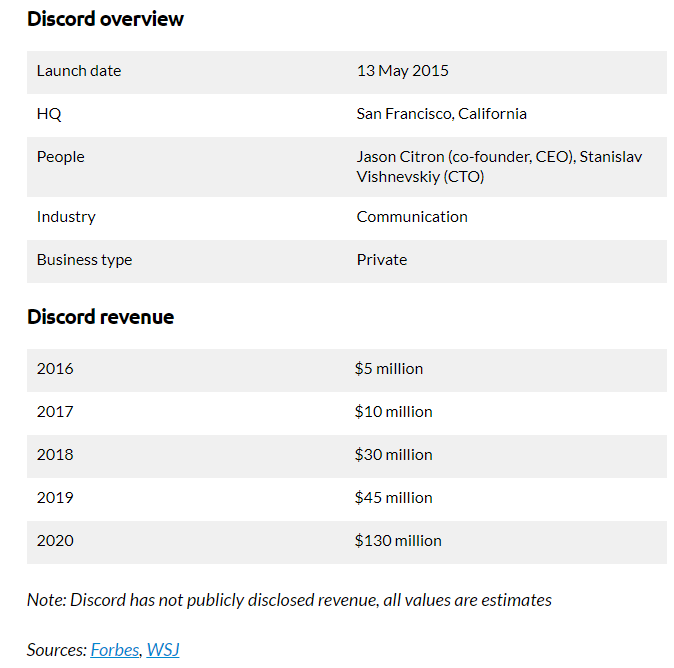 Discord overview
Launch date 13 May 2015
HQ San Francisco, California
People Jason Citron (co-founder, CEO), Stanislav
Vishnevskiy (CTO)
Industry Communication
Business type Private
Discord revenue
2016 $5 million
2017 $10 million
2018 $30 million
2019 $45 million
2020 $130 million
Note: Discord has not publicly disclosed revenue, all values are estimates
Sources: Forbes, WSJ